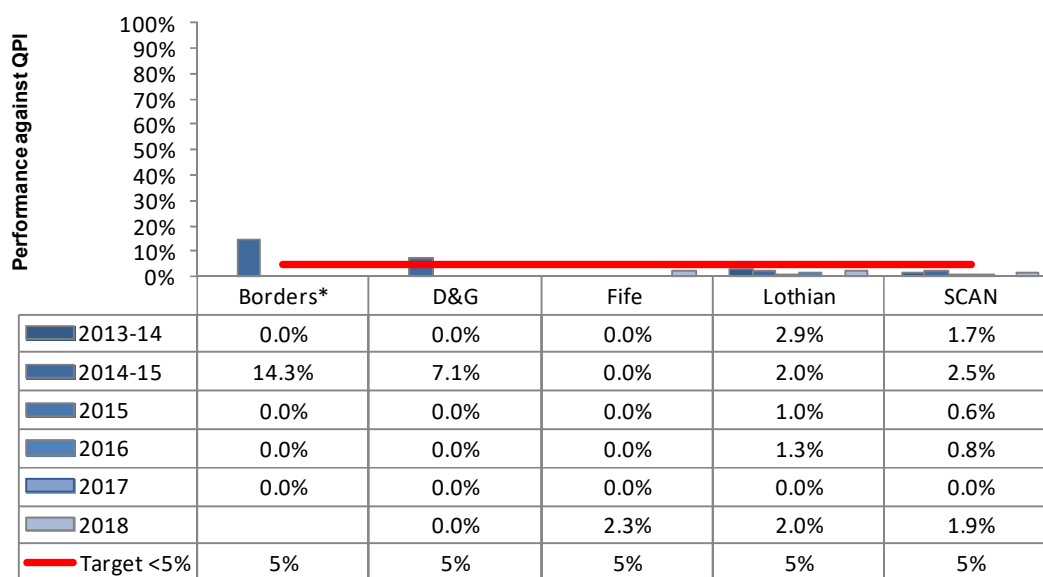 Performance against QPI
100%
90%
80%
70%
60%
50%
40%
30%
20%
10%
0%
Borders* D&G Fife Lothian SCAN
2013-14 0.0% 0.0% 0.0% 2.9% 1.7%
2014-15 14.3% 7.1% 0.0% 2.0% 2.5%
2015 0.0% 0.0% 0.0% 1.0% 0.6%
2016 0.0% 0.0% 0.0% 1.3% 0.8%
2017 0.0% 0.0% 0.0% 0.0% 0.0%
2018 0.0% 2.3% 2.0% 1.9%
Target <5% 5% 5% 5% 5% 5%